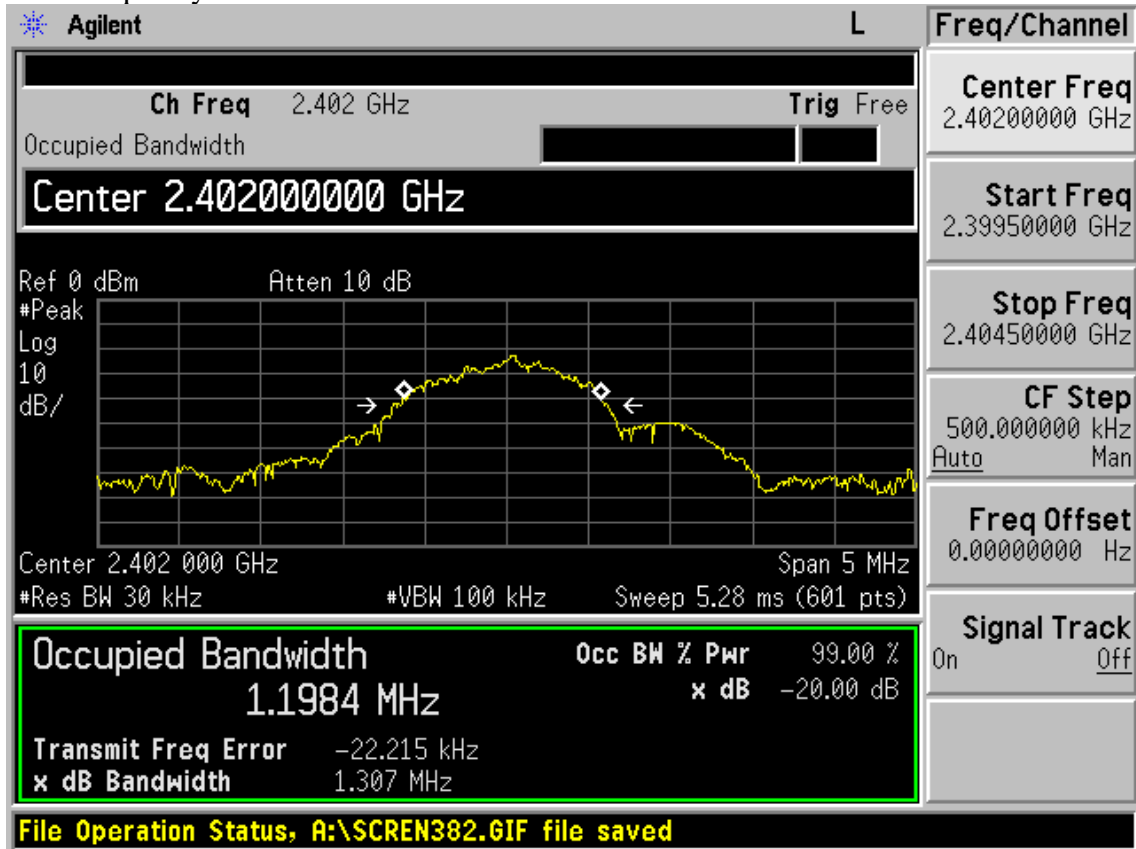 Agilent
L
Freq/Channel
Ch Freq 2.402 GHz
Trig Free
Occupied Bandwidth
Center 2.402000000 GHz
Ref 0 dBm
Atten 10 dB
#Peak
Log
10
dB/
Center 2.402 000 GHz
Span 5 MHz
#Res BW 30 kHz
#VBW 100 kHz
Sweep 5.28 ms (601 pts)
Occupied Bandwidth
1.1984 MHz
Occ BW % Pwr 99.00 %
x dB -20.00 dB
Transmit Freq Error -22.215 kHz
x dB Bandwidth 1.307 MHz
File Operation Status, A:\SCREN382.GIF file saved
Center Freq
2.40200000 GHz
Start Freq
2.39950000 GHz
Stop Freq
2.40450000 GHz
CF Step
500.000000 kHz
Auto Man
Freq Offset
0.00000000 Hz
Signal Track
On Off